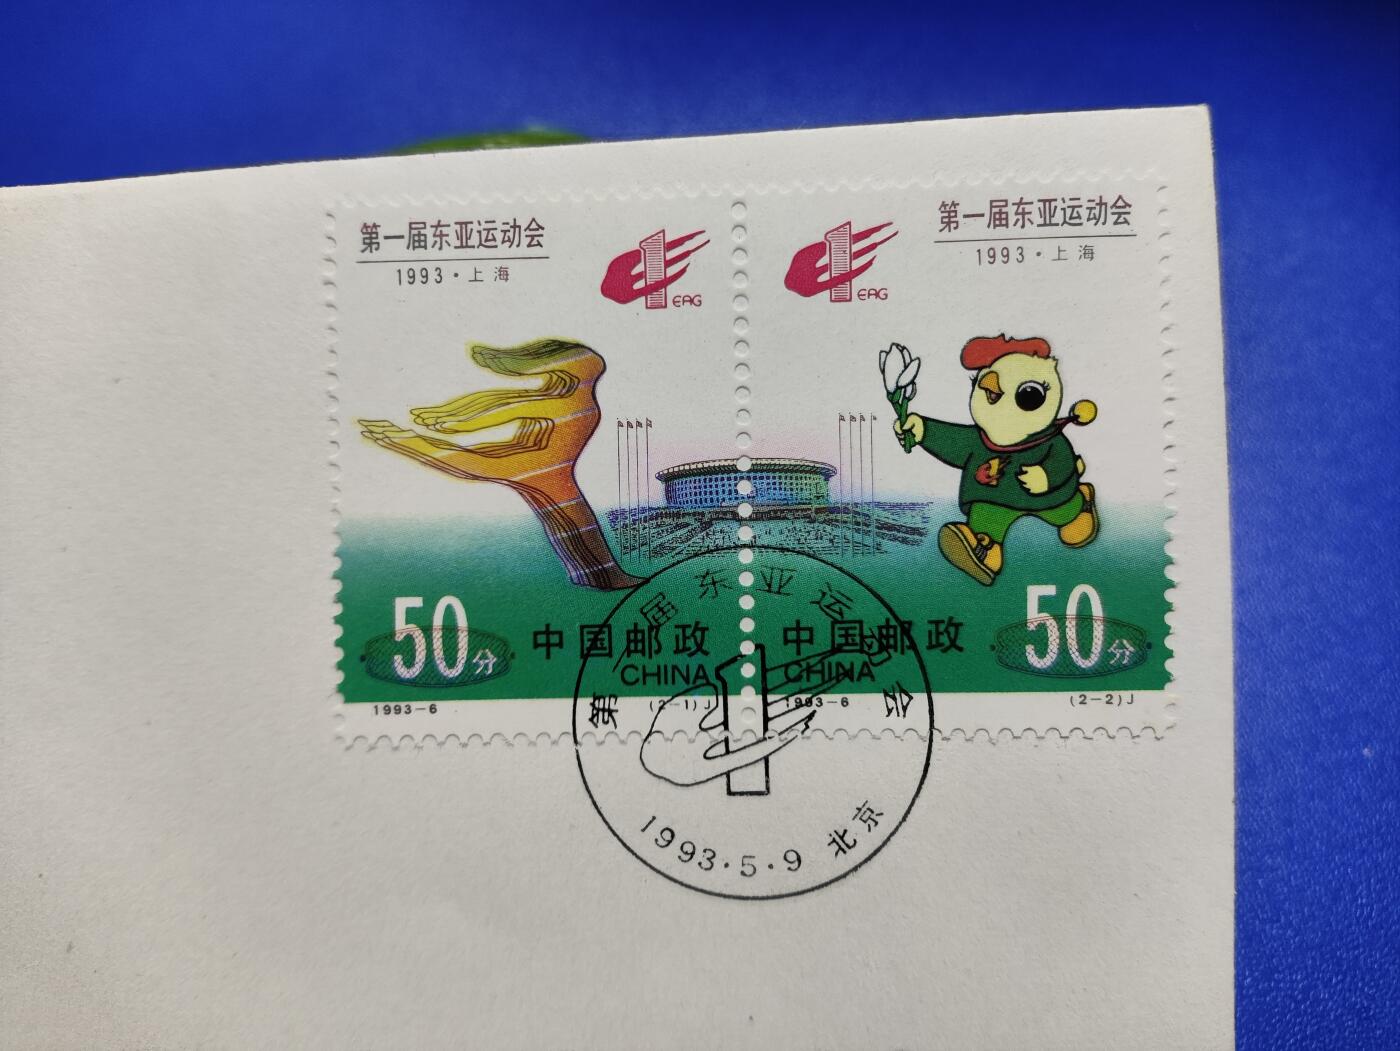 第一届东亚运动会
1993·上海
EAG
第一届东亚运动会
1993·上海
EAG
50分
中国邮政
CHINA
1993-6
(2-1)J
中国邮政
CHINA
50分
1993-6
(2-2)J
第一届东亚运动会
1993·5·9 北京